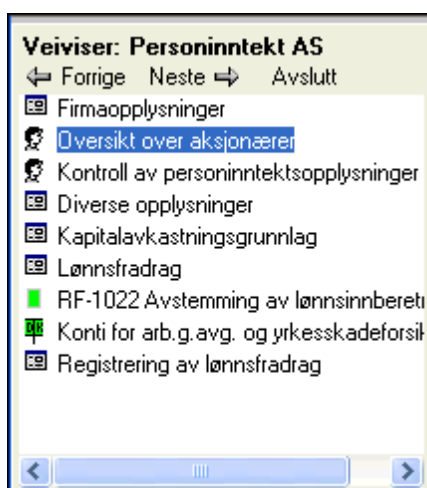 Veiviser: Personinntekt AS
Forrige Neste Avslutt
Firmaopplysninger
Oversikt over aksjonærer
Kontroll av personinntektsopplysninger
Diverse opplysninger
Kapitalavkastningsgrunnlag
Lønnsfradrag
RF-1022 Avstemming av lønnsinnberet
Konti for arb.g.avg. og yrkesskadeforsik
Registrering av lønnsfradrag